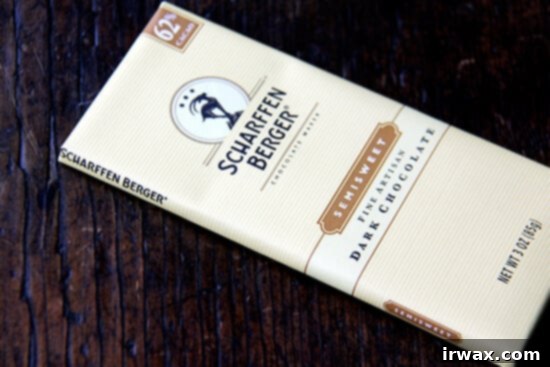 62%
CACAO
SCHARFFEN
BERGER®
CHOCOLATE MAKER
SEMISWEET
FINE ARTISAN
DARK CHOCOLATE
NET WT 3 OZ (85g)
SCHARFFEN BERGER®
SEMISWEET
irwax.com